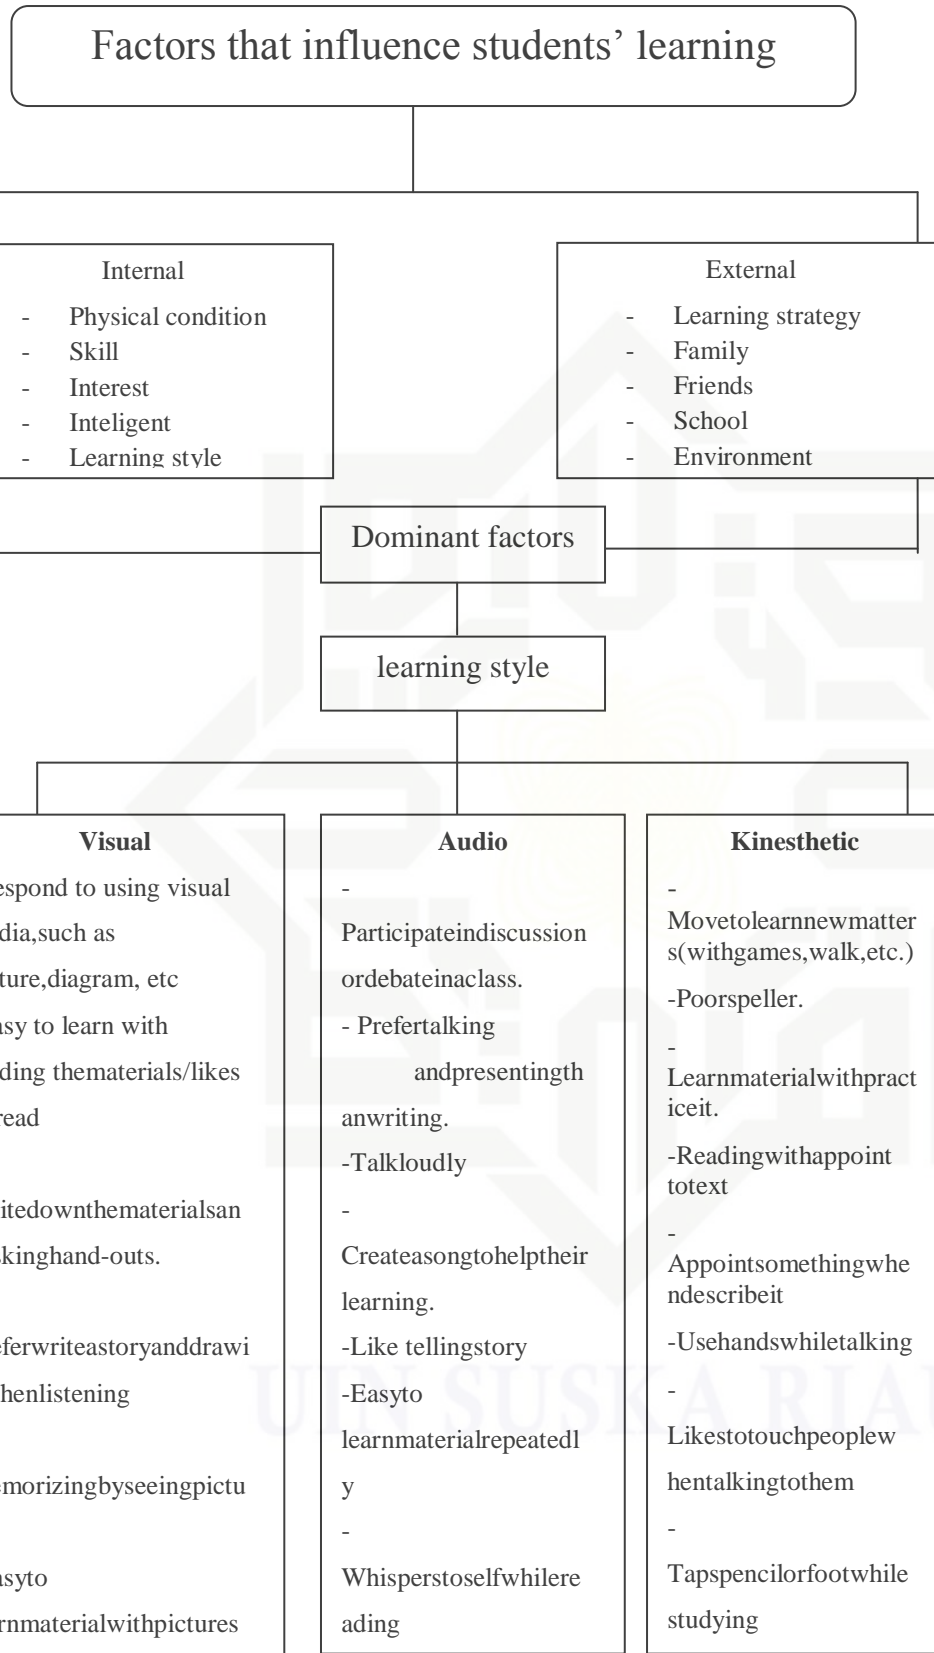 Factors that influence students’ learning
Internal
- Physical condition
- Skill
- Interest
- Inteligent
- Learning style
External
- Learning strategy
- Family
- Friends
- School
- Environment
Dominant factors
learning style
Visual
espond to using visual
dia,such as
ture,diagram, etc
asy to learn with
ding thematerials/likes
read
itedownthematerialsan
skinghand-outs.
eferwriteastoryanddrawi
henlistening
emorizingbyseeingpictu
asyto
rnmaterialwithpictures
Audio
-
Participateindiscussion
ordebateinaclass.
- Prefertalking
andpresentingth
anwriting.
-Talkloudly
-
Createasongtohelptheir
learning.
-Like tellingstory
-Easyto
learnmaterialrepeatedl
y
-
Whisperstoselfwhilere
ading
Kinesthetic
-
Movetolearnnewmatter
s(withgames,walk,etc.)
-Poorspeller.
-
Learnmaterialwithpract
iceit.
-Readingwithappoint
totext
-
Appointsomethingwhe
ndescribeit
-Usehandswhiletalking
-
Likestotouchpeoplew
hentalkingtothem
-
Tapspencilorfootwhile
studying
UIN SUSKA RIAU